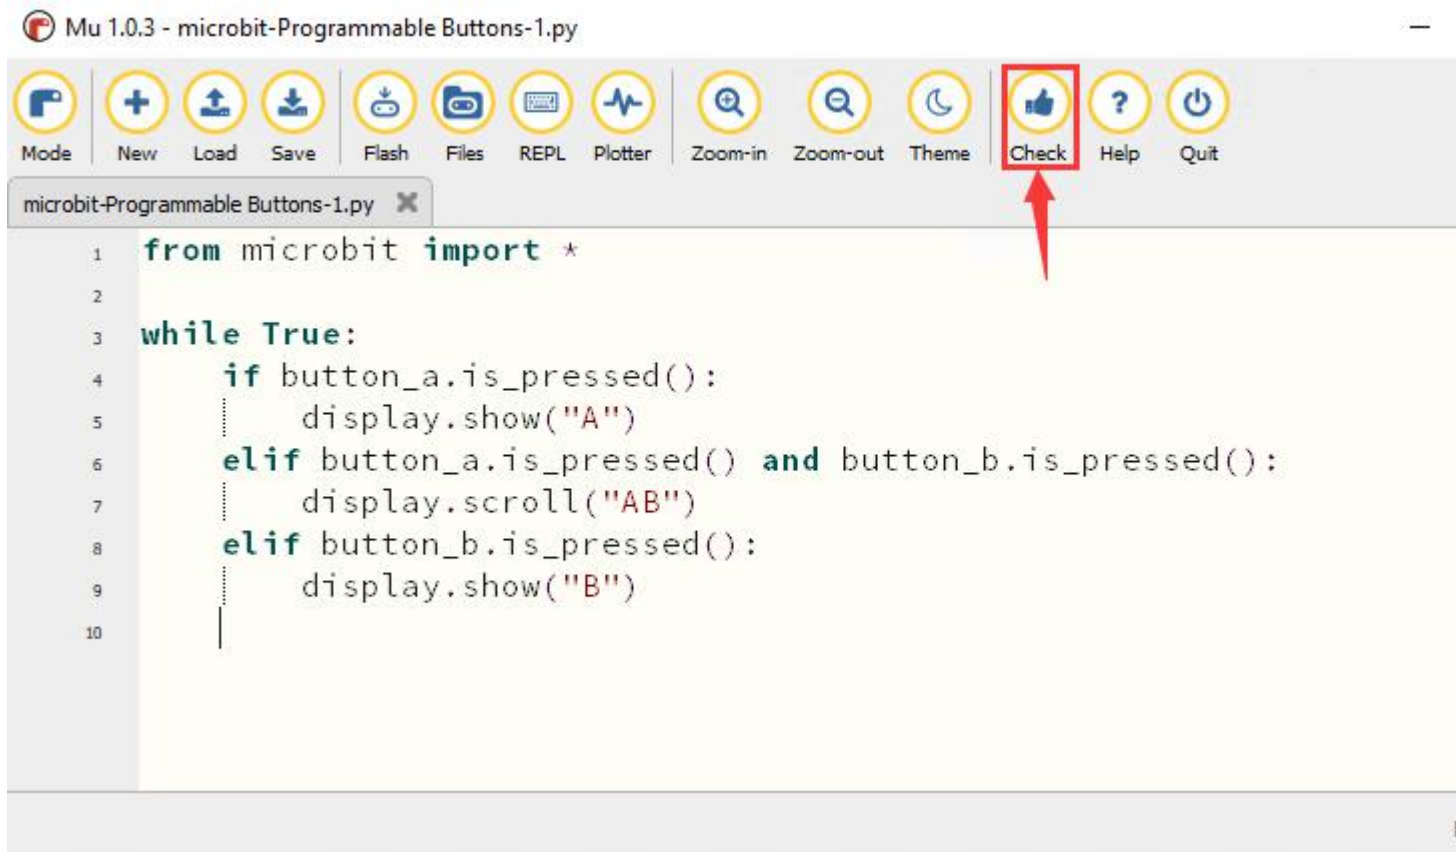 Mu 1.0.3 - microbit-Programmable Buttons-1.py
Mode New Load Save Flash Files REPL Plotter Zoom-in Zoom-out Theme Check Help Quit
microbit-Programmable Buttons-1.py
1 from microbit import *
2
3 while True:
4 if button_a.is_pressed():
5 display.show("A")
6 elif button_a.is_pressed() and button_b.is_pressed():
7 display.scroll("AB")
8 elif button_b.is_pressed():
9 display.show("B")
10